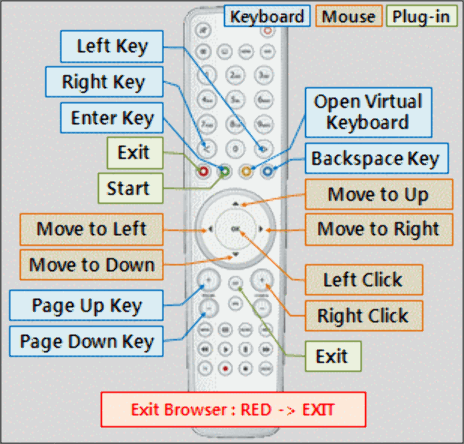 Keyboard Mouse Plug-in
Left Key
Right Key
Enter Key
Exit
Start
Open Virtual
Keyboard
Backspace Key
Move to Up
Move to Left
Move to Right
Move to Down
OK
Left Click
Page Up Key
Right Click
Page Down Key
Exit
Exit Browser : RED -> EXIT